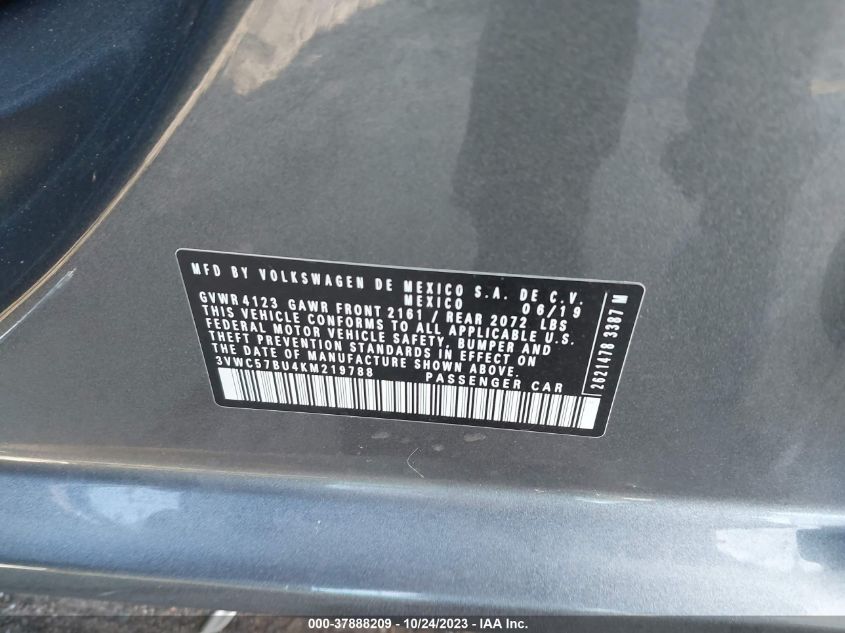 MFD BY VOLKSWAGEN DE MEXICO S.A. DE C.V.
MEXICO 06/19
GVWR 4123 GAWR FRONT 2161 / REAR 2072 LBS
THIS VEHICLE CONFORMS TO ALL APPLICABLE U.S.
FEDERAL MOTOR VEHICLE SAFETY, BUMPER AND
THEFT PREVENTION STANDARDS IN EFFECT ON
THE DATE OF MANUFACTURE SHOWN ABOVE.
3VWC57BU4KM219788 PASSENGER CAR
2621478 3387 M
000-37888209 - 10/24/2023 - IAA Inc.